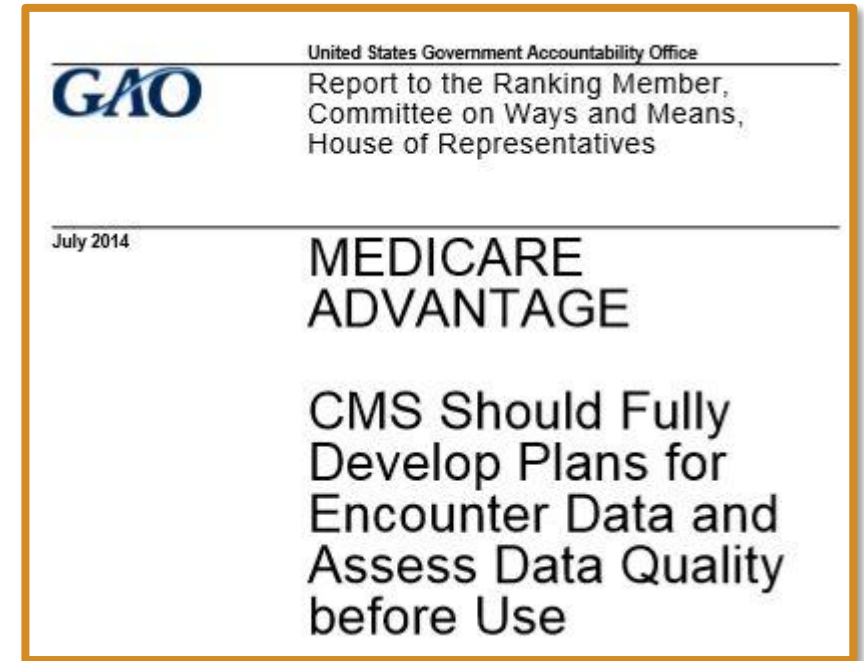 United States Government Accountability Office
GAO
Report to the Ranking Member,
Committee on Ways and Means,
House of Representatives
July 2014
MEDICARE
ADVANTAGE
CMS Should Fully
Develop Plans for
Encounter Data and
Assess Data Quality
before Use